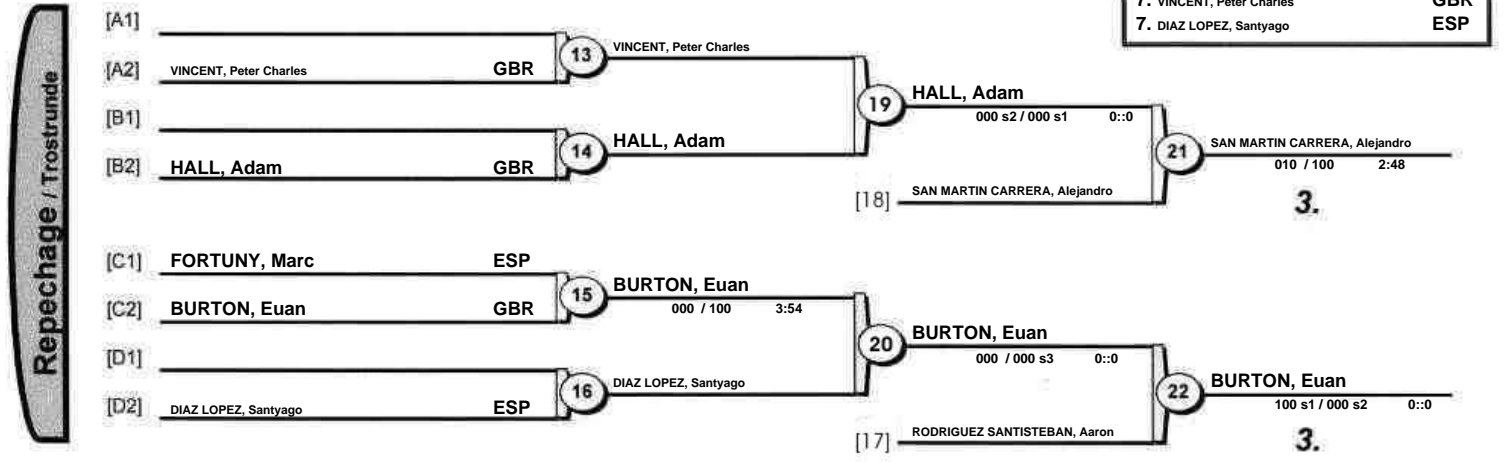 7. VINCENT, Peter Charles GBR
7. DIAZ LOPEZ, Santyago ESP
Repechage / Trostrunde
[A1]
[A2] VINCENT, Peter Charles GBR
13
VINCENT, Peter Charles
[B1]
[B2] HALL, Adam GBR
14
HALL, Adam
19
HALL, Adam
000 s2 / 000 s1 0::0
[18] SAN MARTIN CARRERA, Alejandro
21
SAN MARTIN CARRERA, Alejandro
010 / 100 2:48
3.
[C1] FORTUNY, Marc ESP
[C2] BURTON, Euan GBR
15
BURTON, Euan
000 / 100 3:54
[D1]
[D2] DIAZ LOPEZ, Santyago ESP
16
DIAZ LOPEZ, Santyago
20
BURTON, Euan
000 / 000 s3 0::0
[17] RODRIGUEZ SANTISTEBAN, Aaron
22
BURTON, Euan
100 s1 / 000 s2 0::0
3.